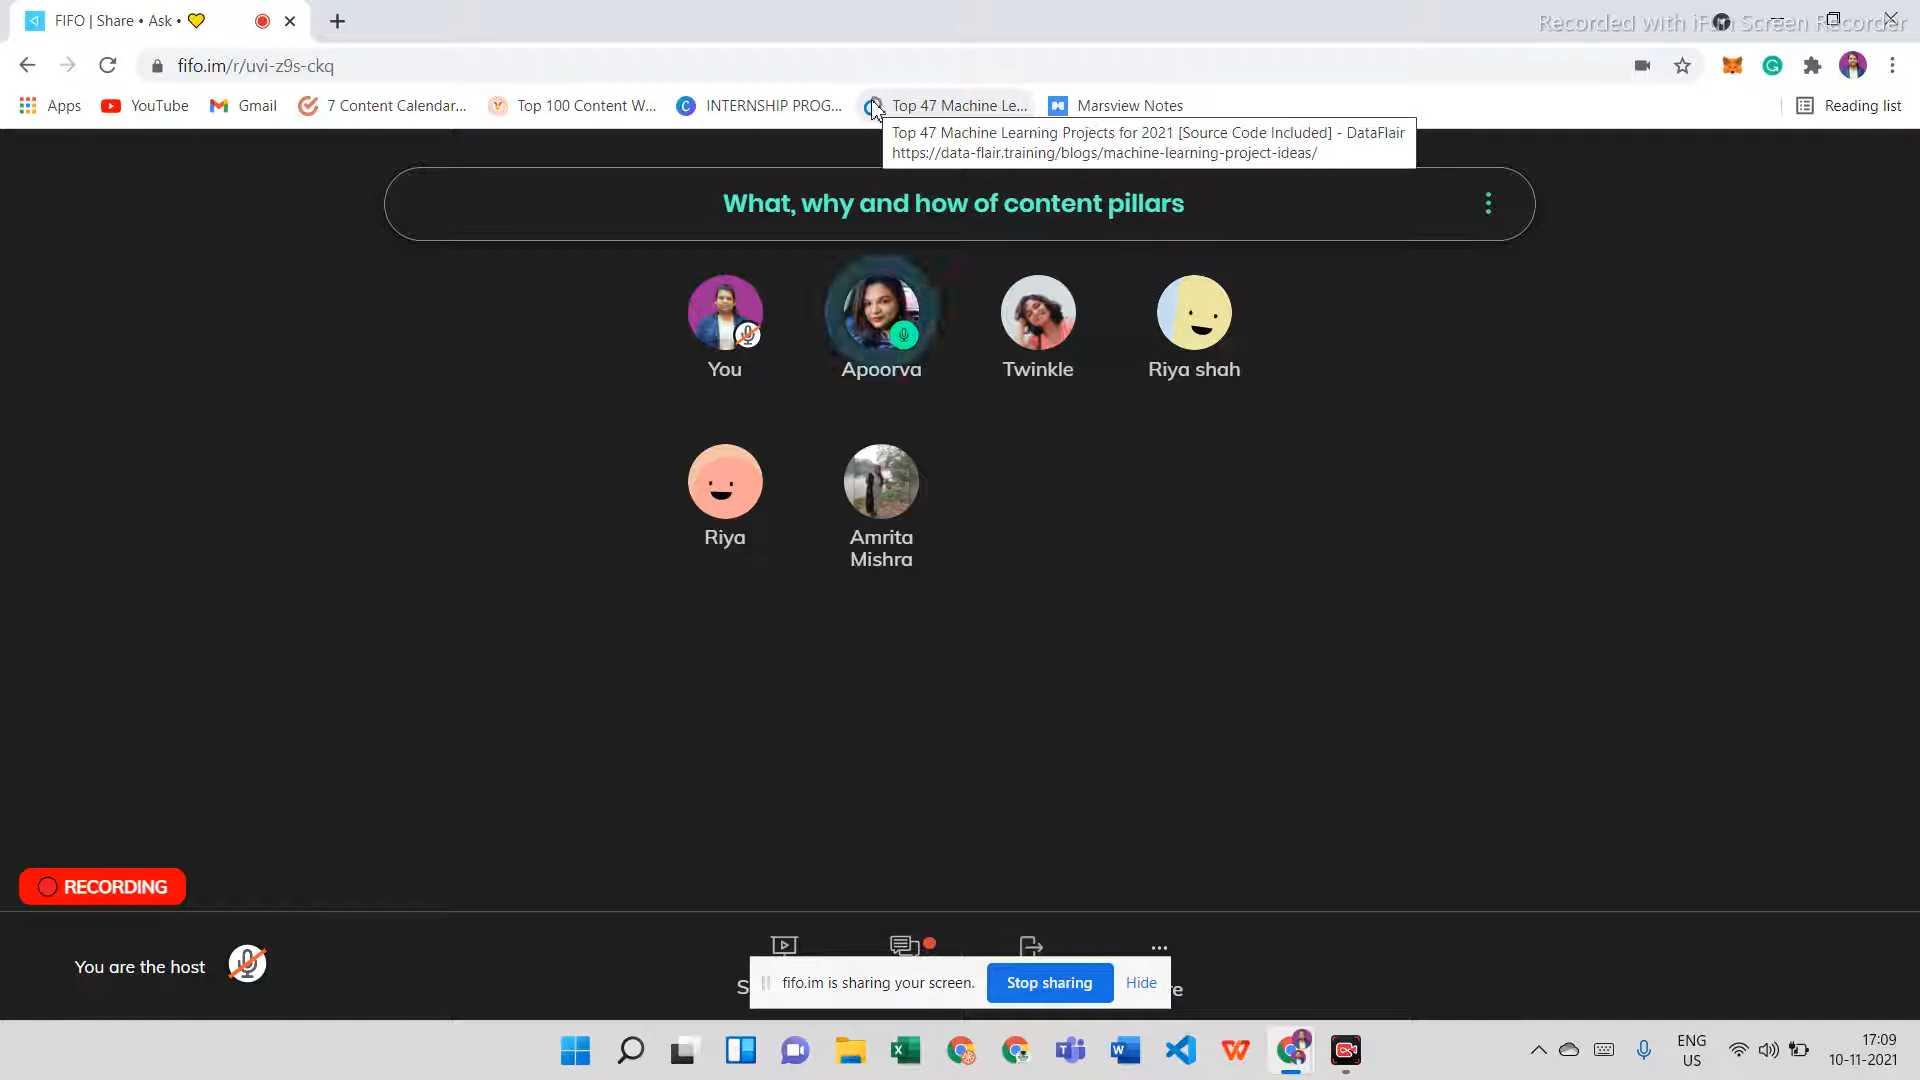 FIFO | Share • Ask • 💛
Recorded with iFun Screen Recorder
fifo.im/r/uvi-z9s-ckq
Apps
YouTube
Gmail
7 Content Calendar...
Top 100 Content W...
INTERNSHIP PROG...
Top 47 Machine Le...
Marsview Notes
Reading list
Top 47 Machine Learning Projects for 2021 [Source Code Included] - DataFlair
https://data-flair.training/blogs/machine-learning-project-ideas/
What, why and how of content pillars
You
Apoorva
Twinkle
Riya shah
Riya
Amrita
Mishra
RECORDING
You are the host
fifo.im is sharing your screen.
Stop sharing
Hide
ENG
US
17:09
10-11-2021